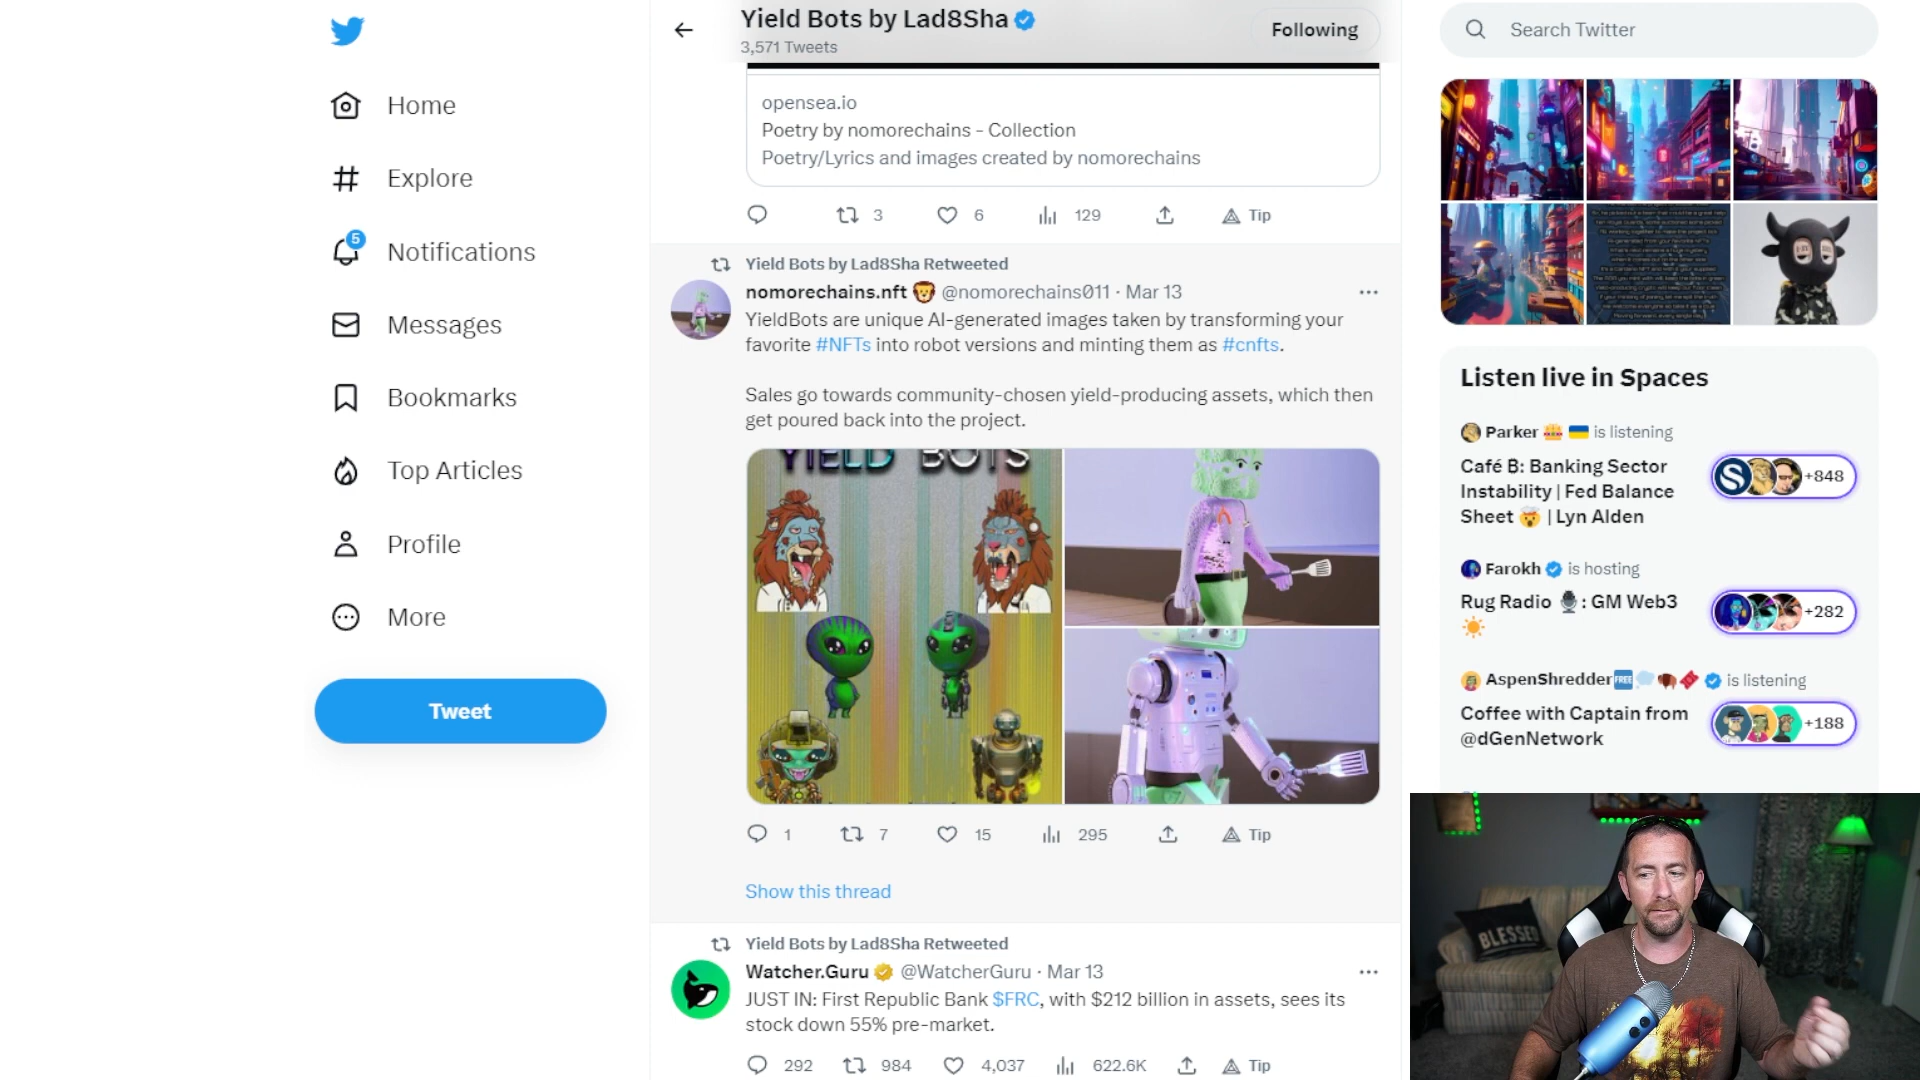 Home
Explore
5
Notifications
Messages
Bookmarks
Top Articles
Profile
More
Tweet
Yield Bots by Lad8Sha
3,571 Tweets
Following
opensea.io
Poetry by nomorechains - Collection
Poetry/Lyrics and images created by nomorechains
3 6 129 Tip
Yield Bots by Lad8Sha Retweeted
nomorechains.nft 🦁 @nomorechains011 · Mar 13
YieldBots are unique AI-generated images taken by transforming your
favorite #NFTs into robot versions and minting them as #cnfts.
Sales go towards community-chosen yield-producing assets, which then
get poured back into the project.
YIELD BOTS
1 7 15 295 Tip
Show this thread
Yield Bots by Lad8Sha Retweeted
Watcher.Guru @WatcherGuru · Mar 13
JUST IN: First Republic Bank $FRC, with $212 billion in assets, sees its
stock down 55% pre-market.
292 984 4,037 622.6K Tip
Search Twitter
Listen live in Spaces
Parker is listening
Café ₿: Banking Sector
Instability | Fed Balance
Sheet 🤯 | Lyn Alden
+848
Farokh is hosting
Rug Radio 🎙️: GM Web3
☀️
+282
AspenShredder FREE is listening
Coffee with Captain from
@dGenNetwork
+188
BLESSED